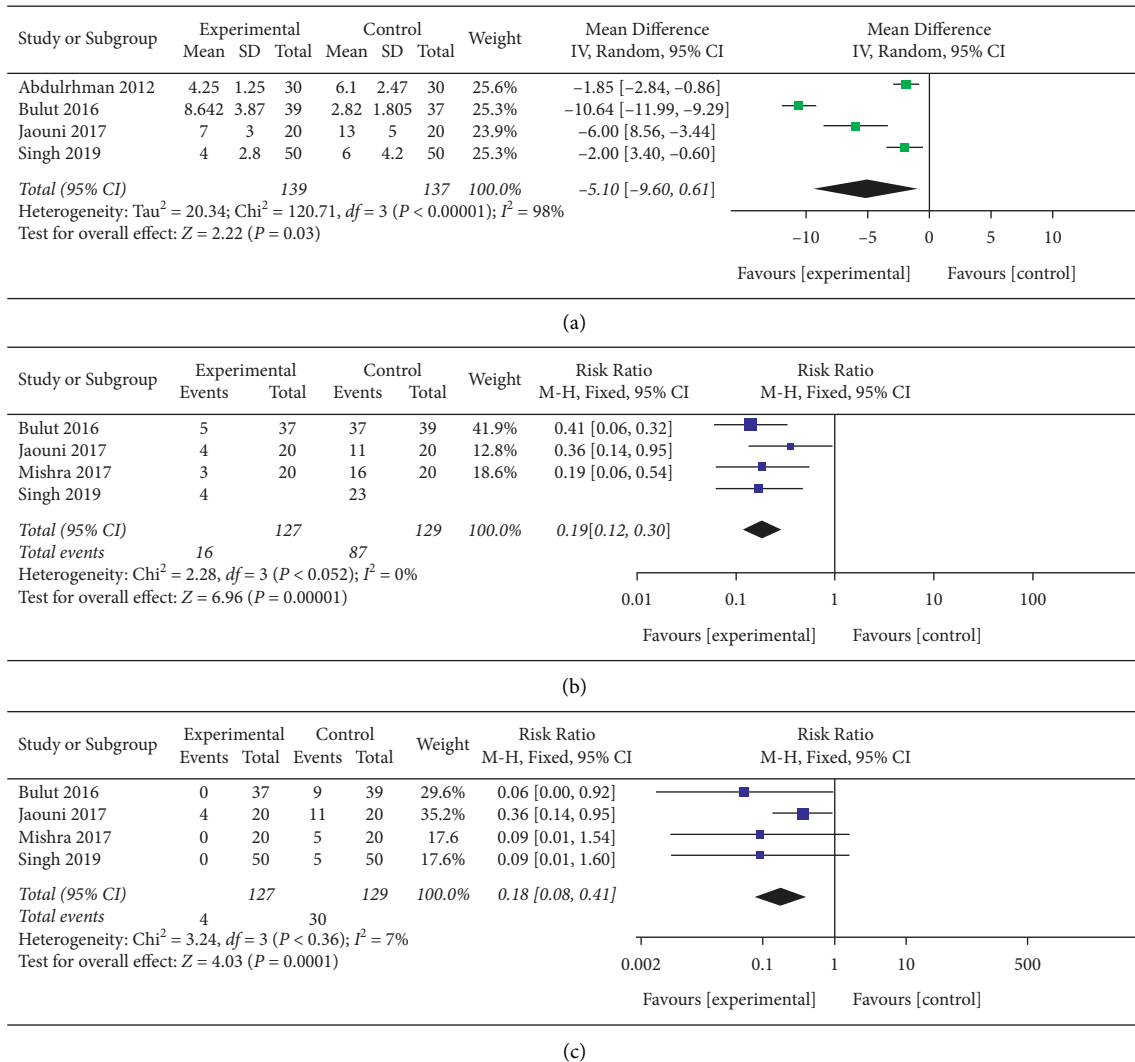 Study or Subgroup Experimental Control Weight Mean Difference Mean Difference
Mean SD Total Mean SD Total IV, Random, 95% CI IV, Random, 95% CI
Abdulrhman 2012 4.25 1.25 30 6.1 2.47 30 25.6% −1.85 [−2.84, −0.86]
Bulut 2016 8.642 3.87 39 2.82 1.805 37 25.3% −10.64 [−11.99, −9.29]
Jaouni 2017 7 3 20 13 5 20 23.9% −6.00 [8.56, −3.44]
Singh 2019 4 2.8 50 6 4.2 50 25.3% −2.00 [3.40, −0.60]
Total (95% CI) 139 137 100.0% −5.10 [−9.60, 0.61]
Heterogeneity: Tau² = 20.34; Chi² = 120.71, df = 3 (P < 0.00001); I² = 98%
Test for overall effect: Z = 2.22 (P = 0.03)
−10 −5 0 5 10
Favours [experimental] Favours [control]
(a)
Study or Subgroup Experimental Control Weight Risk Ratio Risk Ratio
Events Total Events Total M-H, Fixed, 95% CI M-H, Fixed, 95% CI
Bulut 2016 5 37 37 39 41.9% 0.41 [0.06, 0.32]
Jaouni 2017 4 20 11 20 12.8% 0.36 [0.14, 0.95]
Mishra 2017 3 20 16 20 18.6% 0.19 [0.06, 0.54]
Singh 2019 4 23
Total (95% CI) 127 129 100.0% 0.19[0.12, 0.30]
Total events 16 87
Heterogeneity: Chi² = 2.28, df = 3 (P < 0.052); I² = 0%
Test for overall effect: Z = 6.96 (P = 0.00001)
0.01 0.1 1 10 100
Favours [experimental] Favours [control]
(b)
Study or Subgroup Experimental Control Weight Risk Ratio Risk Ratio
Events Total Events Total M-H, Fixed, 95% CI M-H, Fixed, 95% CI
Bulut 2016 0 37 9 39 29.6% 0.06 [0.00, 0.92]
Jaouni 2017 4 20 11 20 35.2% 0.36 [0.14, 0.95]
Mishra 2017 0 20 5 20 17.6 0.09 [0.01, 1.54]
Singh 2019 0 50 5 50 17.6% 0.09 [0.01, 1.60]
Total (95% CI) 127 129 100.0% 0.18 [0.08, 0.41]
Total events 4 30
Heterogeneity: Chi² = 3.24, df = 3 (P < 0.36); I² = 7%
Test for overall effect: Z = 4.03 (P = 0.0001)
0.002 0.1 1 10 500
Favours [experimental] Favours [control]
(c)